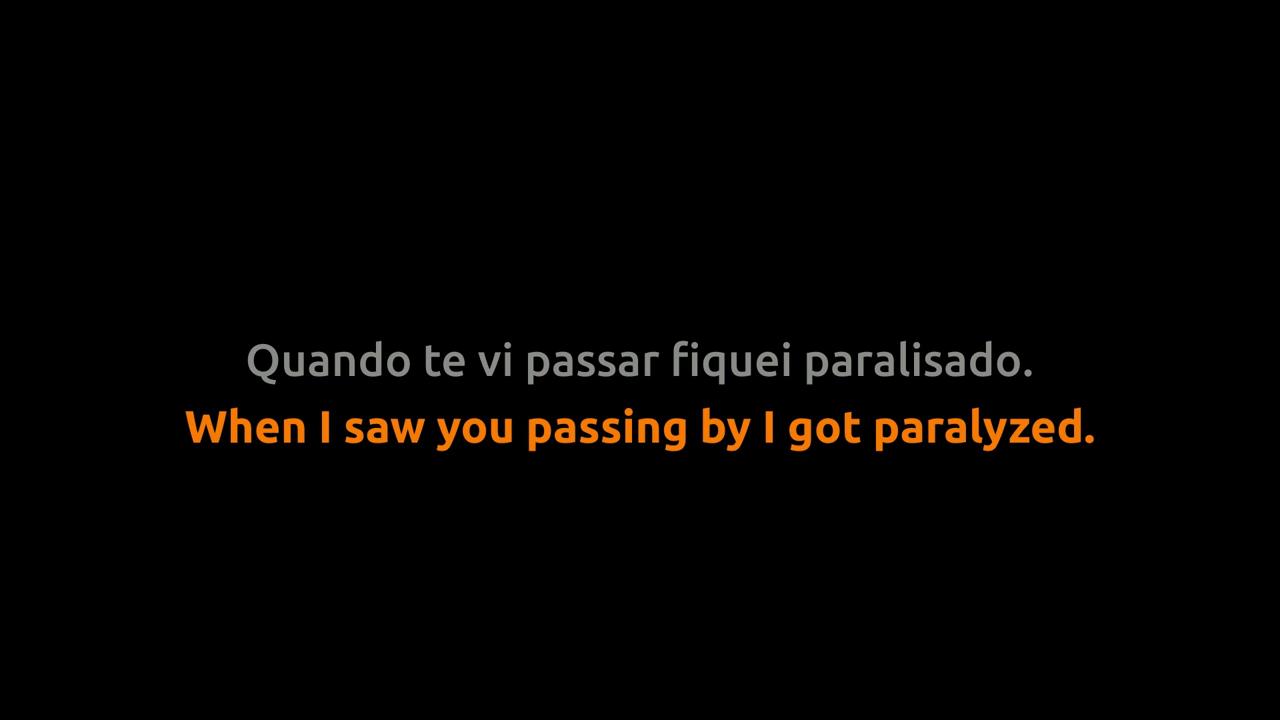 Quando te vi passar fiquei paralisado.
When I saw you passing by I got paralyzed.